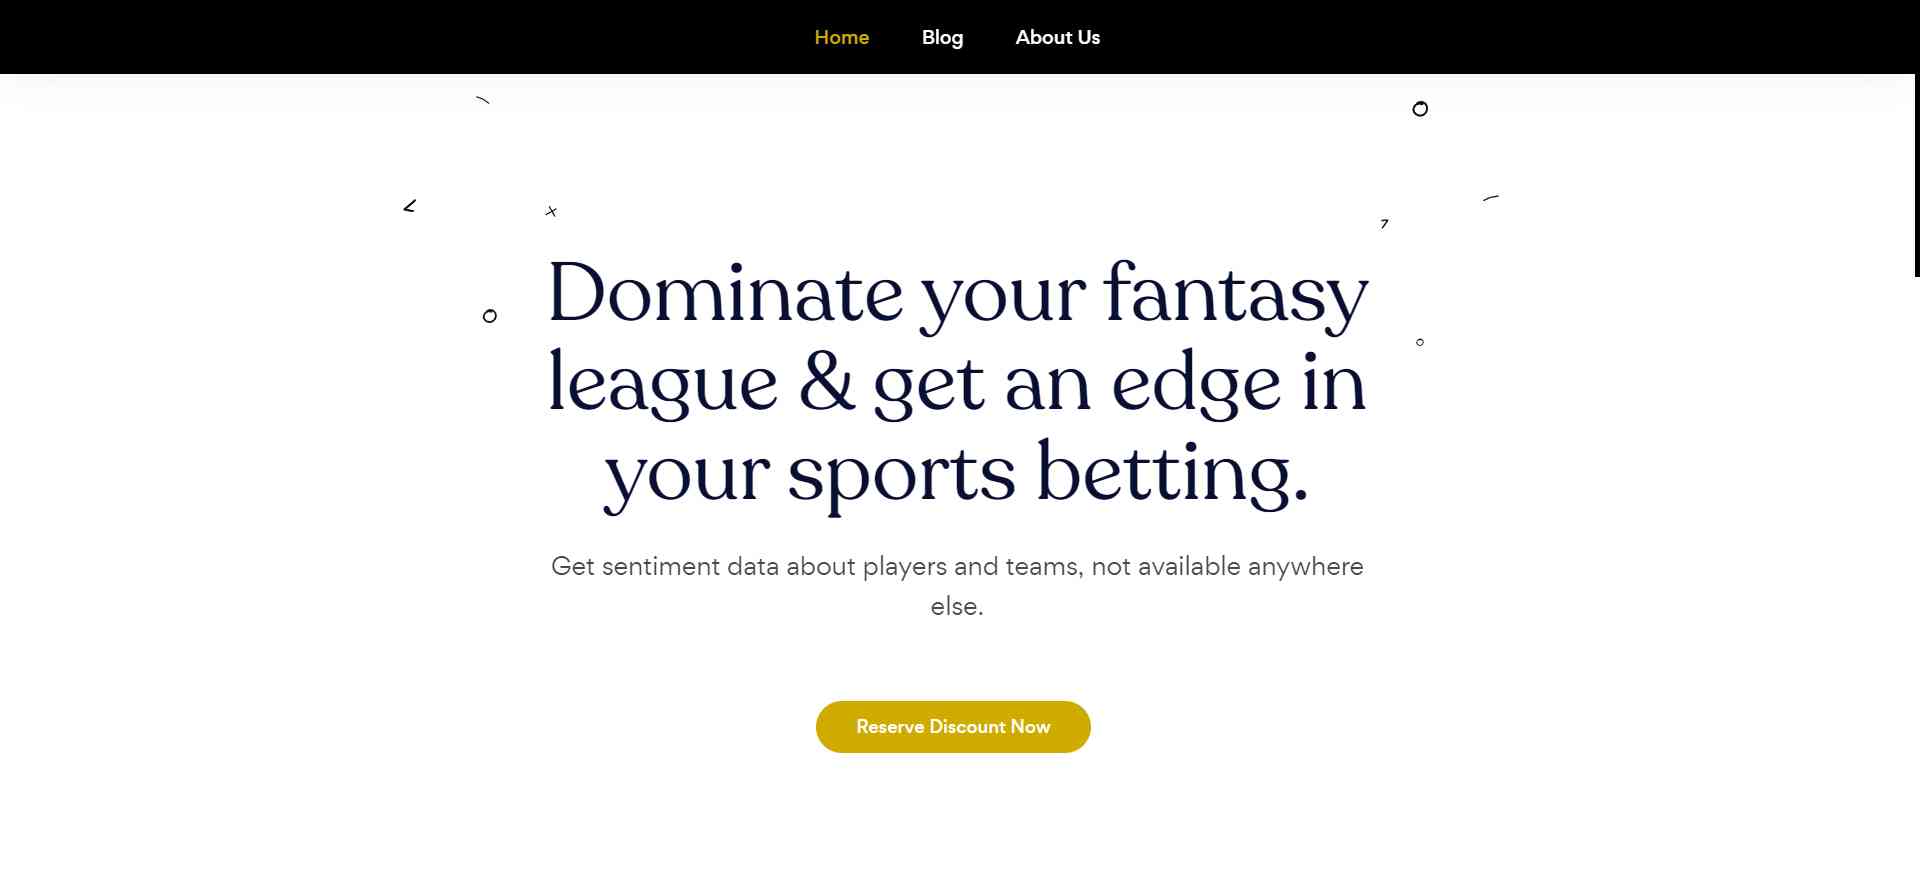 Home Blog About Us
Dominate your fantasy
league & get an edge in
your sports betting.
Get sentiment data about players and teams, not available anywhere
else.
Reserve Discount Now